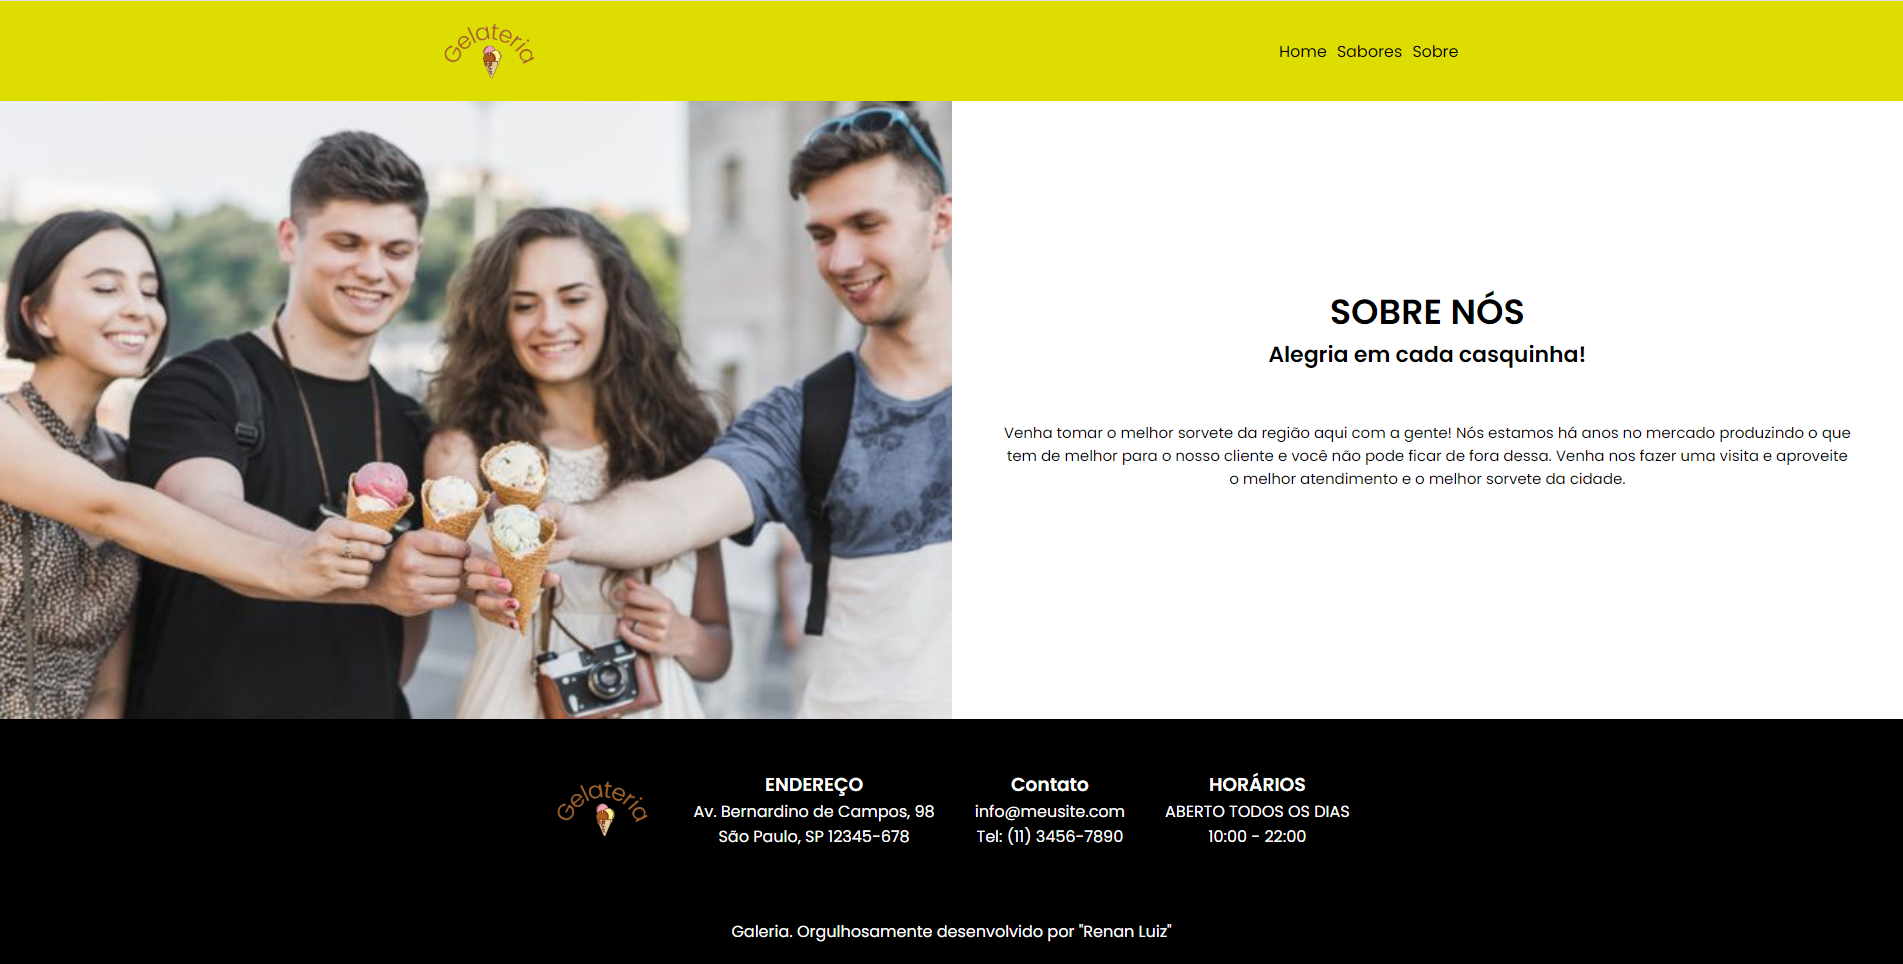 Gelateria
Home Sabores Sobre
SOBRE NÓS
Alegria em cada casquinha!
Venha tomar o melhor sorvete da região aqui com a gente! Nós estamos há anos no mercado produzindo o que
tem de melhor para o nosso cliente e você não pode ficar de fora dessa. Venha nos fazer uma visita e aproveite
o melhor atendimento e o melhor sorvete da cidade.
Gelateria
ENDEREÇO
Av. Bernardino de Campos, 98
São Paulo, SP 12345-678
Contato
info@meusite.com
Tel: (11) 3456-7890
HORÁRIOS
ABERTO TODOS OS DIAS
10:00 - 22:00
Galeria. Orgulhosamente desenvolvido por "Renan Luiz"